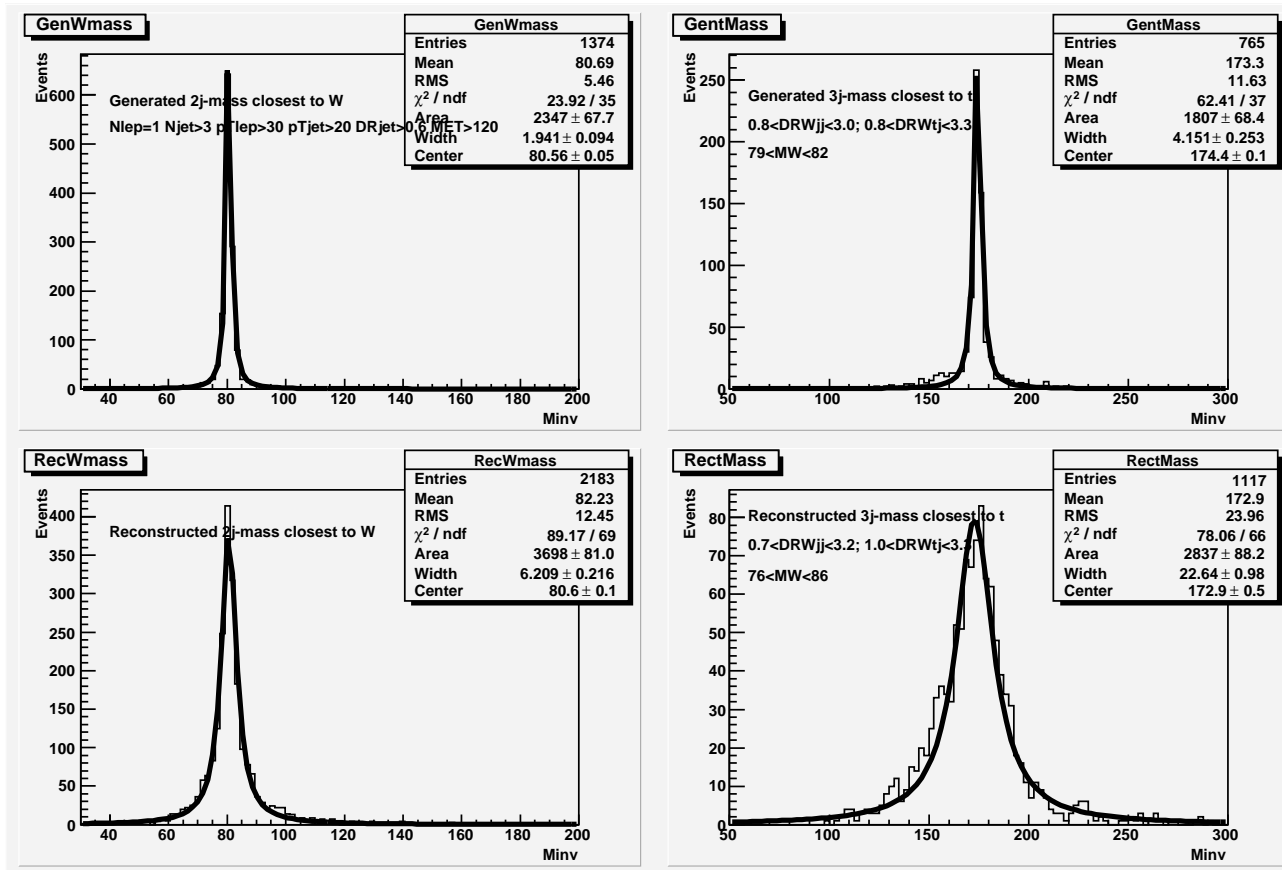 GenWmass
Events
600
500
400
300
200
100
0
Generated 2j-mass closest to W
Nlep=1 Njet>3 pTlep>30 pTjet>20 DRjet>0.6 MET>120
GenWmass
Entries 1374
Mean 80.69
RMS 5.46
χ² / ndf 23.92 / 35
Area 2347 ± 67.7
Width 1.941 ± 0.094
Center 80.56 ± 0.05
40 60 80 100 120 140 160 180 200
Minv
GentMass
Events
250
200
150
100
50
0
Generated 3j-mass closest to t
0.8<DRWjj<3.0; 0.8<DRWtj<3.3
79<MW<82
GentMass
Entries 765
Mean 173.3
RMS 11.63
χ² / ndf 62.41 / 37
Area 1807 ± 68.4
Width 4.151 ± 0.253
Center 174.4 ± 0.1
50 100 150 200 250 300
Minv
RecWmass
Events
400
350
300
250
200
150
100
50
0
Reconstructed 2j-mass closest to W
RecWmass
Entries 2183
Mean 82.23
RMS 12.45
χ² / ndf 89.17 / 69
Area 3698 ± 81.0
Width 6.209 ± 0.216
Center 80.6 ± 0.1
40 60 80 100 120 140 160 180 200
Minv
RectMass
Events
80
70
60
50
40
30
20
10
0
Reconstructed 3j-mass closest to t
0.7<DRWjj<3.2; 1.0<DRWtj<3.
76<MW<86
RectMass
Entries 1117
Mean 172.9
RMS 23.96
χ² / ndf 78.06 / 66
Area 2837 ± 88.2
Width 22.64 ± 0.98
Center 172.9 ± 0.5
50 100 150 200 250 300
Minv